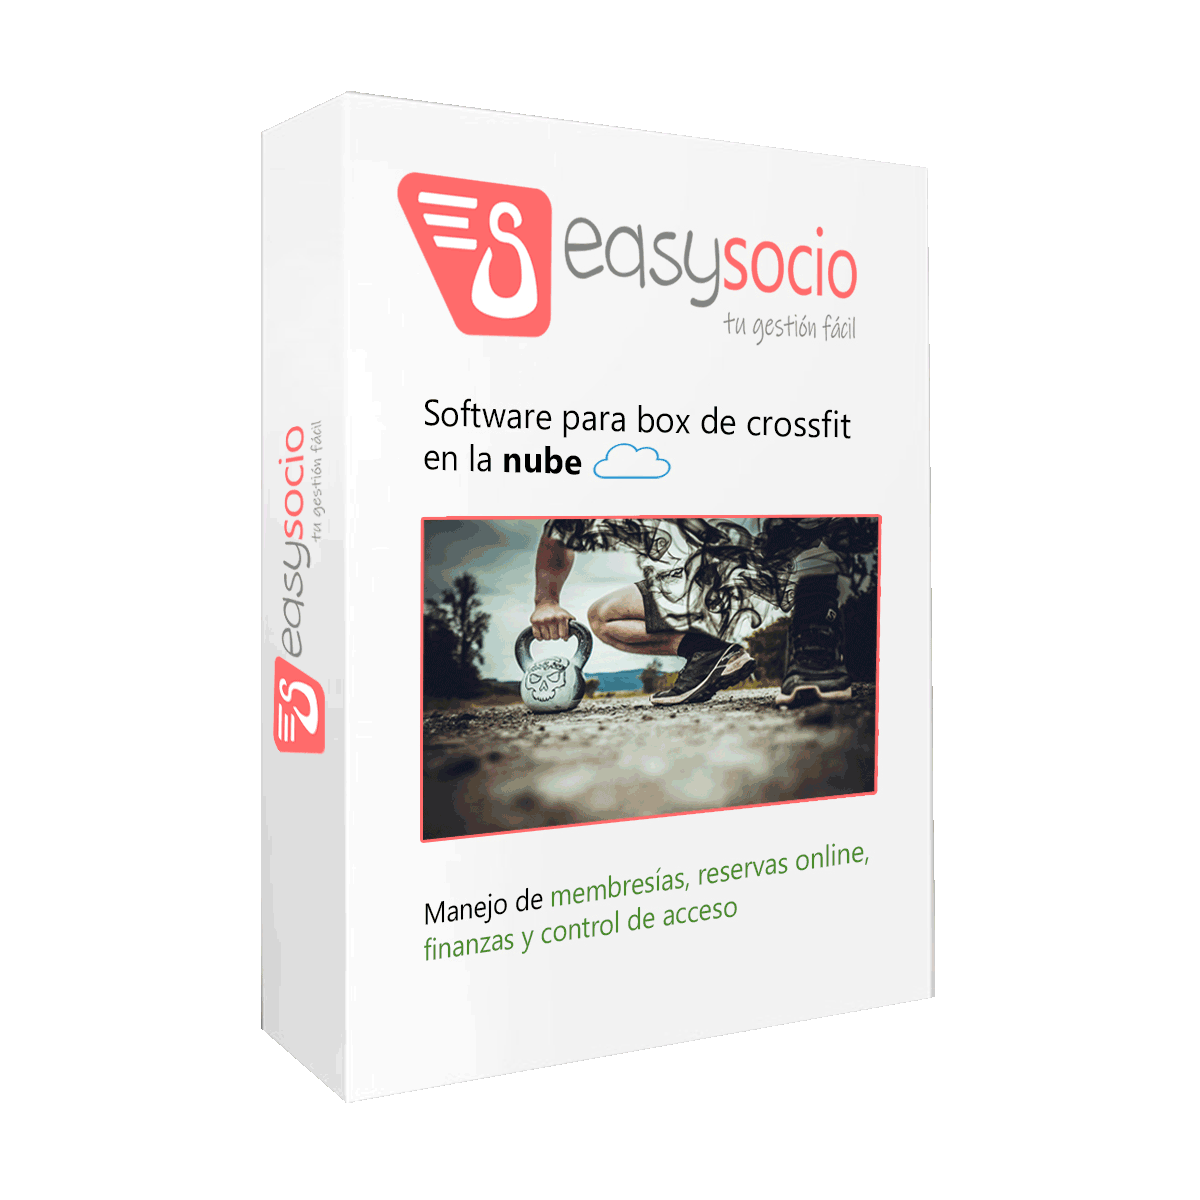 easysocio
tu gestión fácil
Software para box de crossfit
en la nube
Manejo de membresías, reservas online,
finanzas y control de acceso
easysocio
tu gestión fácil